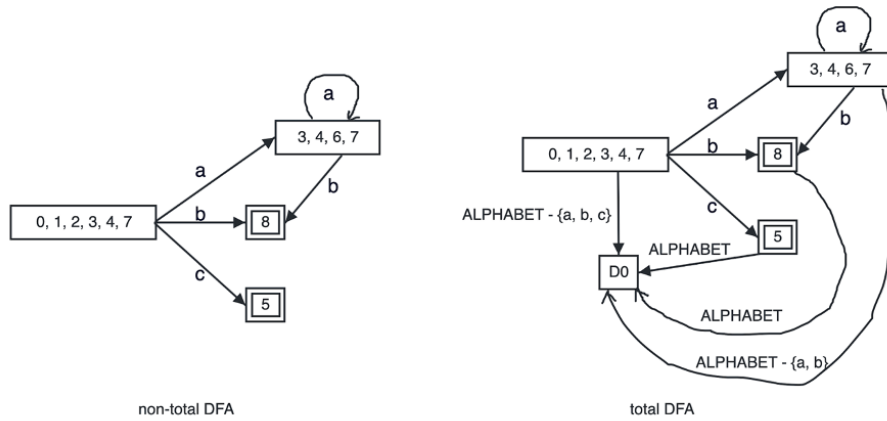 a
3, 4, 6, 7
a
b
0, 1, 2, 3, 4, 7
b
8
c
5
non-total DFA
a
3, 4, 6, 7
a
b
0, 1, 2, 3, 4, 7
b
8
ALPHABET - {a, b, c}
c
5
ALPHABET
D0
ALPHABET
ALPHABET - {a, b}
total DFA